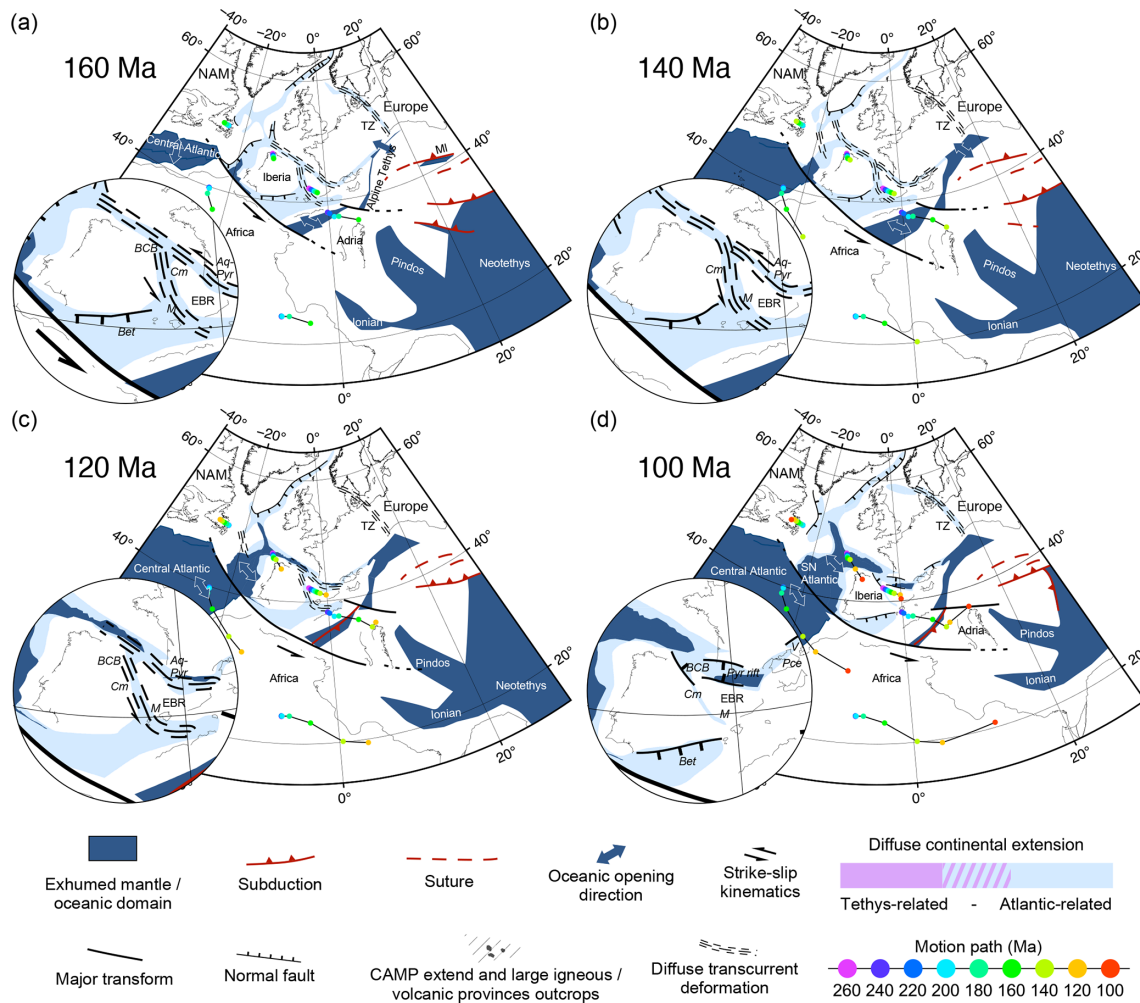 (a)
160 Ma
−40°
−20°
0°
20°
60°
60°
40°
40°
20°
NAM
Europe
TZ
Central Atlantic
Iberia
Alpine Tethys
MI
Africa
Adria
Pindos
Neotethys
Ionian
BCB
Cm
Aq-
Pyr
EBR
M
Bet
(b)
140 Ma
−40°
−20°
0°
20°
60°
60°
40°
40°
20°
0°
NAM
Europe
TZ
Iberia
Africa
Adria
Pindos
Neotethys
Ionian
Cm
Aq-
Pyr
EBR
M
Bet
(c)
120 Ma
−40°
−20°
0°
20°
60°
60°
40°
40°
20°
0°
NAM
Europe
TZ
Central Atlantic
Africa
Pindos
Neotethys
Ionian
BCB
Cm
Aq-
Pyr
EBR
M
(d)
100 Ma
−40°
−20°
0°
20°
60°
60°
40°
40°
20°
0°
NAM
Europe
TZ
Central Atlantic
SN
Atlantic
Iberia
Adria
Africa
Pindos
Ionian
V
Pce
BCB
Pyr rift
Cm
EBR
M
Bet
Exhumed mantle /
oceanic domain
Subduction
Suture
Oceanic opening
direction
Strike-slip
kinematics
Diffuse continental extension
Tethys-related - Atlantic-related
Major transform
Normal fault
CAMP extend and large igneous /
volcanic provinces outcrops
Diffuse transcurrent
deformation
Motion path (Ma)
260 240 220 200 180 160 140 120 100